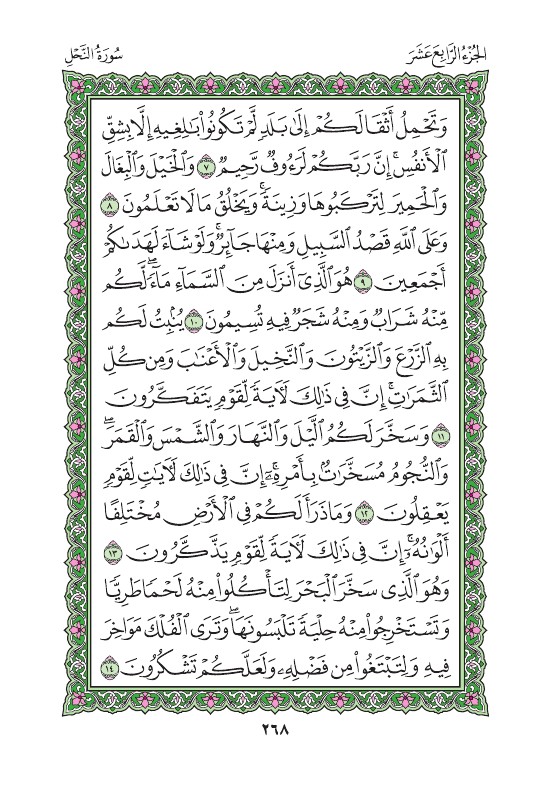 الجُزْءُ الرَّابِعَ عَشَرَ
سُورَةُ النَّحْلِ
وَتَحْمِلُ أَثْقَالَكُمْ إِلَىٰ بَلَدٍ لَّمْ تَكُونُوا۟ بَـٰلِغِيهِ إِلَّا بِشِقِّ
ٱلْأَنفُسِ ۚ إِنَّ رَبَّكُمْ لَرَءُوفٌ رَّحِيمٌ ٧ وَٱلْخَيْلَ وَٱلْبِغَالَ
وَٱلْحَمِيرَ لِتَرْكَبُوهَا وَزِينَةً ۚ وَيَخْلُقُ مَا لَا تَعْلَمُونَ ٨
وَعَلَى ٱللَّهِ قَصْدُ ٱلسَّبِيلِ وَمِنْهَا جَآئِرٌ ۚ وَلَوْ شَآءَ لَهَدَىٰكُمْ
أَجْمَعِينَ ٩ هُوَ ٱلَّذِىٓ أَنزَلَ مِنَ ٱلسَّمَآءِ مَآءً ۖ لَّكُم
مِّنْهُ شَرَابٌ وَمِنْهُ شَجَرٌ فِيهِ تُسِيمُونَ ١٠ يُنۢبِتُ لَكُم
بِهِ ٱلزَّرْعَ وَٱلزَّيْتُونَ وَٱلنَّخِيلَ وَٱلْأَعْنَـٰبَ وَمِن كُلِّ
ٱلثَّمَرَٰتِ ۗ إِنَّ فِى ذَٰلِكَ لَـَٔايَةً لِّقَوْمٍ يَتَفَكَّرُونَ
١١ وَسَخَّرَ لَكُمُ ٱلَّيْلَ وَٱلنَّهَارَ وَٱلشَّمْسَ وَٱلْقَمَرَ ۖ
وَٱلنُّجُومُ مُسَخَّرَٰتٌۢ بِأَمْرِهِۦٓ ۗ إِنَّ فِى ذَٰلِكَ لَـَٔايَـٰتٍ لِّقَوْمٍ
يَعْقِلُونَ ١٢ وَمَا ذَرَأَ لَكُمْ فِى ٱلْأَرْضِ مُخْتَلِفًا
أَلْوَٰنُهُۥٓ ۗ إِنَّ فِى ذَٰلِكَ لَـَٔايَةً لِّقَوْمٍ يَذَّكَّرُونَ ١٣
وَهُوَ ٱلَّذِى سَخَّرَ ٱلْبَحْرَ لِتَأْكُلُوا۟ مِنْهُ لَحْمًا طَرِيًّا
وَتَسْتَخْرِجُوا۟ مِنْهُ حِلْيَةً تَلْبَسُونَهَا ۖ وَتَرَى ٱلْفُلْكَ مَوَاخِرَ
فِيهِ وَلِتَبْتَغُوا۟ مِن فَضْلِهِۦ وَلَعَلَّكُمْ تَشْكُرُونَ ١٤
٢٦٨